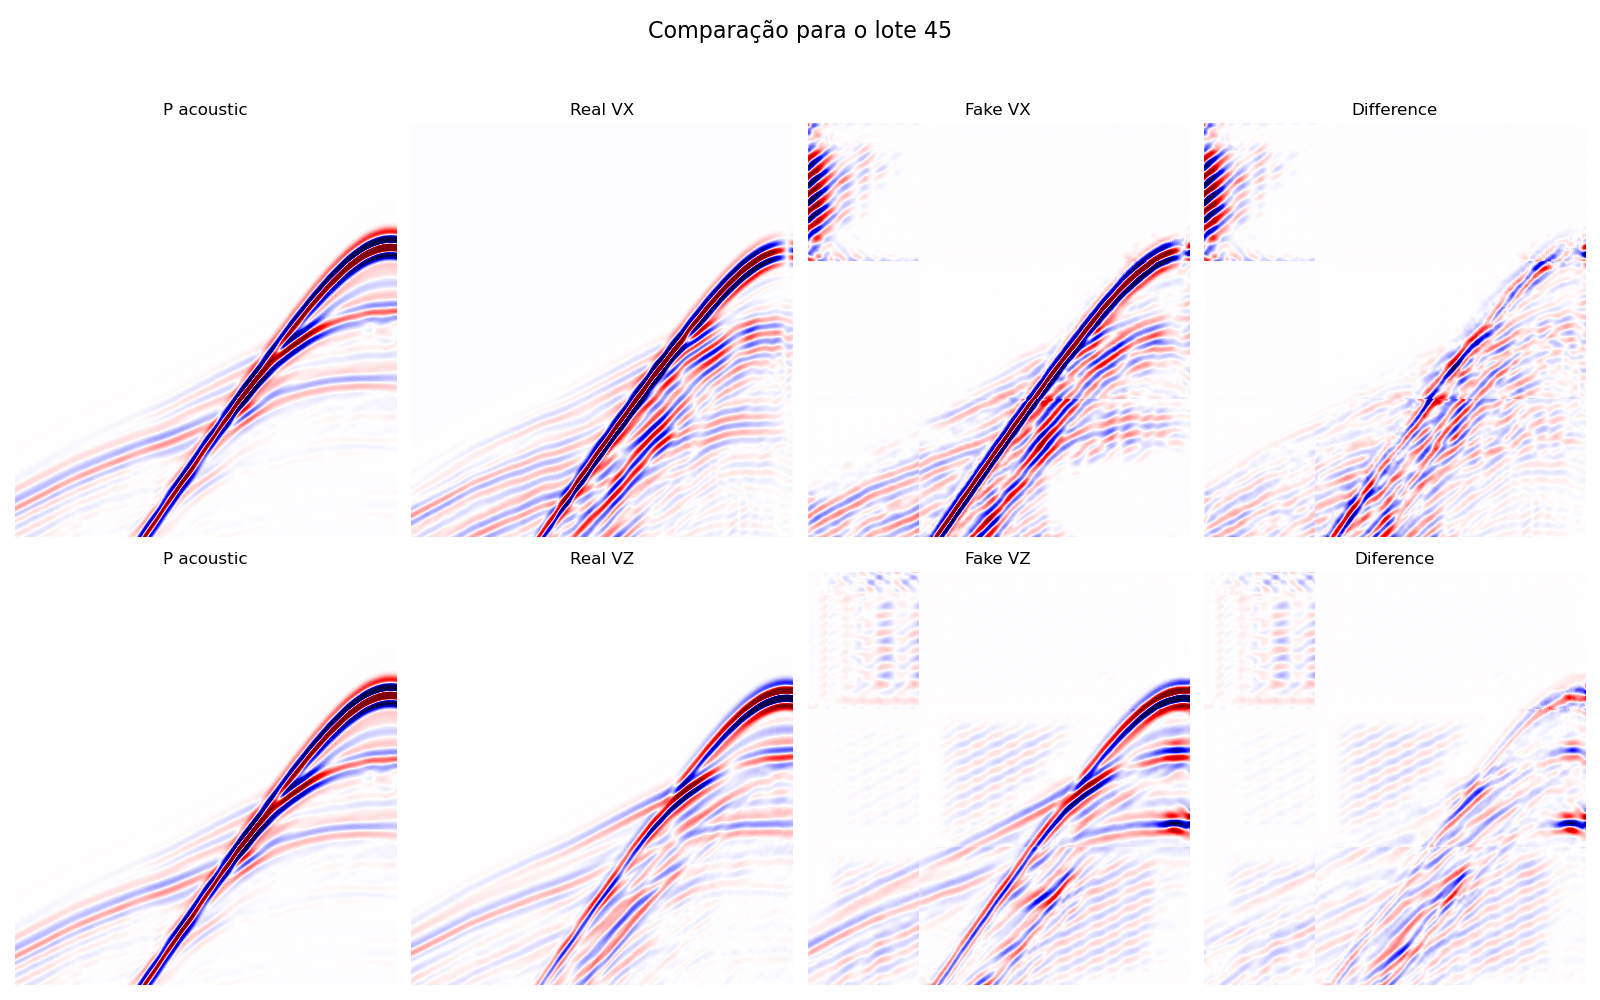 Comparação para o lote 45
P acoustic
Real VX
Fake VX
Difference
P acoustic
Real VZ
Fake VZ
Diference